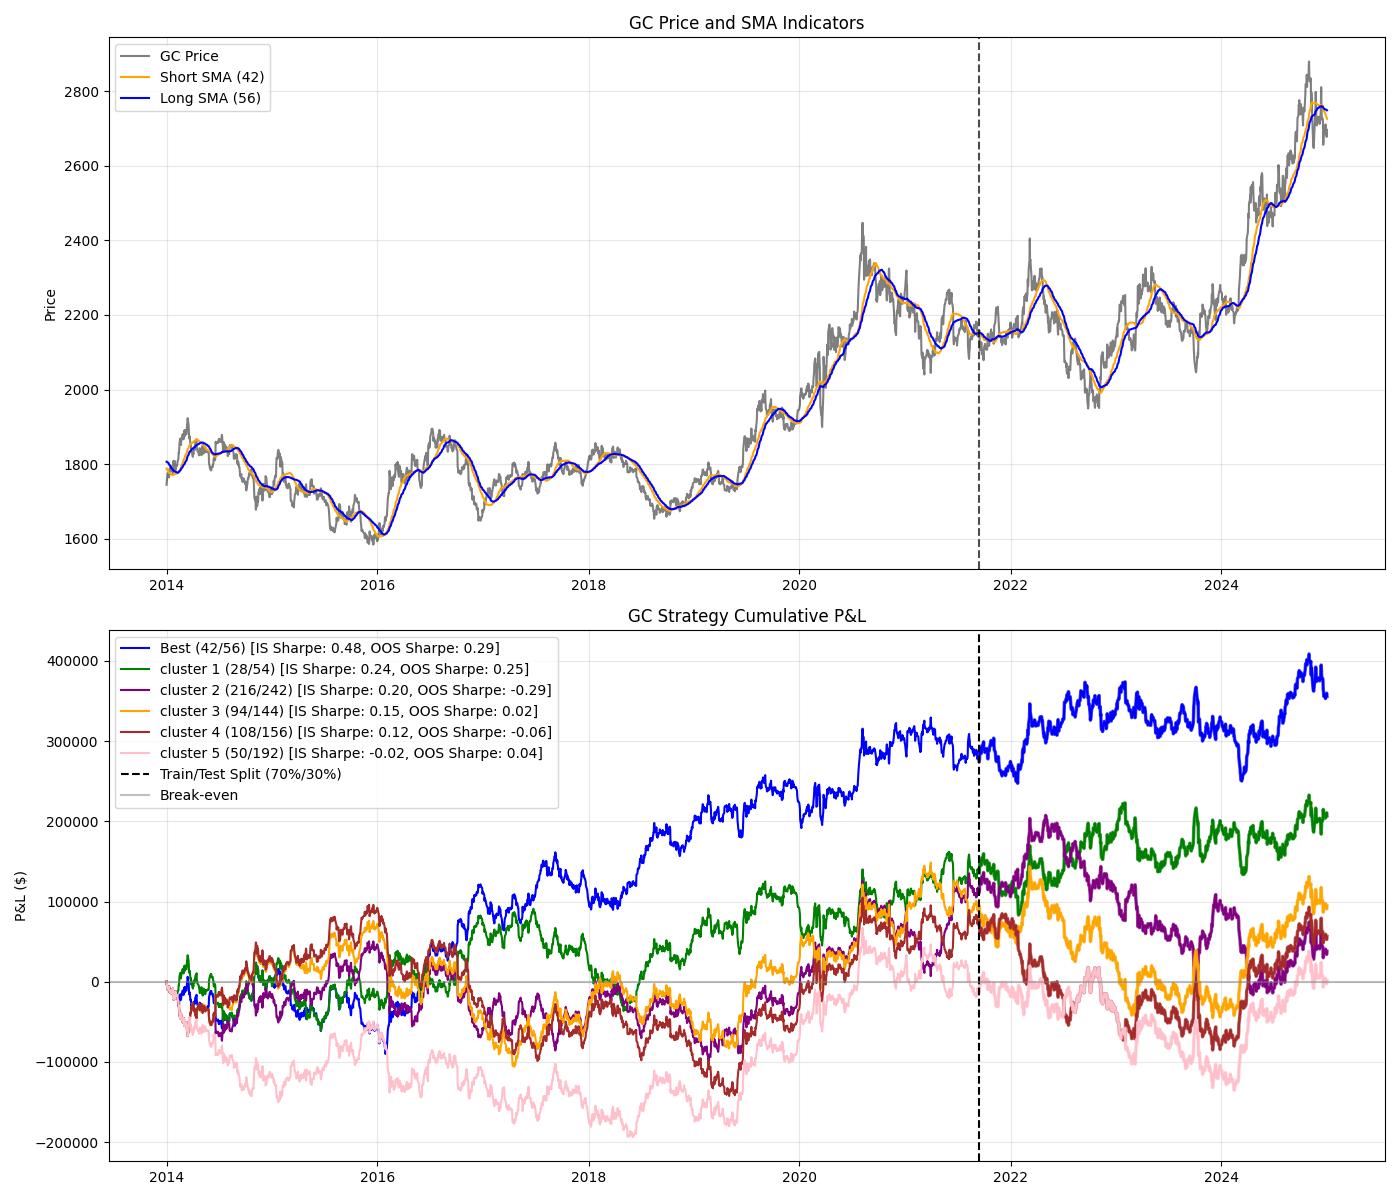 GC Price and SMA Indicators
GC Price
Short SMA (42)
Long SMA (56)
Price
2800
2600
2400
2200
2000
1800
1600
2014
2016
2018
2020
2022
2024
GC Strategy Cumulative P&L
Best (42/56) [IS Sharpe: 0.48, OOS Sharpe: 0.29]
cluster 1 (28/54) [IS Sharpe: 0.24, OOS Sharpe: 0.25]
cluster 2 (216/242) [IS Sharpe: 0.20, OOS Sharpe: -0.29]
cluster 3 (94/144) [IS Sharpe: 0.15, OOS Sharpe: 0.02]
cluster 4 (108/156) [IS Sharpe: 0.12, OOS Sharpe: -0.06]
cluster 5 (50/192) [IS Sharpe: -0.02, OOS Sharpe: 0.04]
Train/Test Split (70%/30%)
Break-even
P&L ($)
400000
300000
200000
100000
0
−100000
−200000
2014
2016
2018
2020
2022
2024